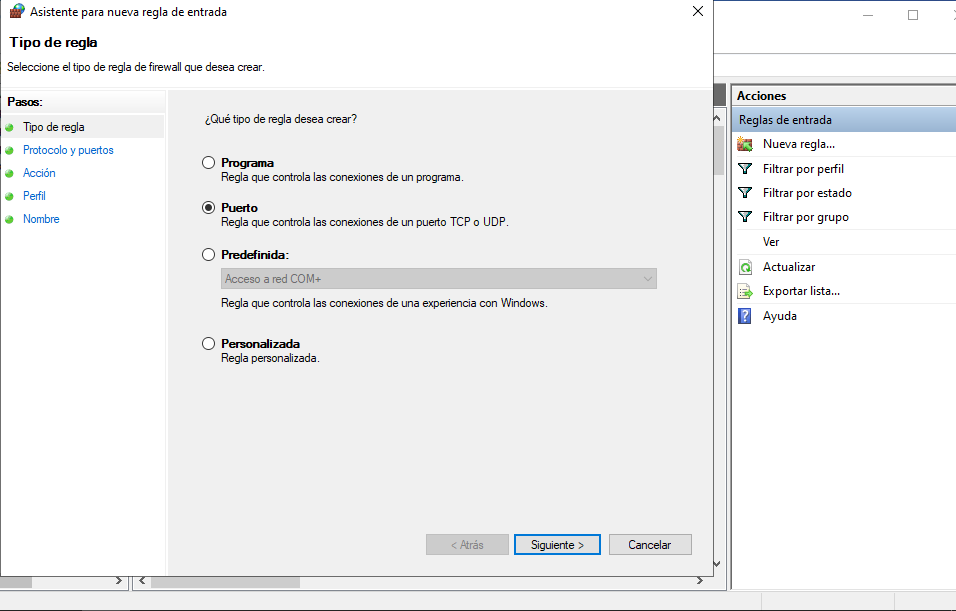 Asistente para nueva regla de entrada
Tipo de regla
Seleccione el tipo de regla de firewall que desea crear.
Pasos:
Tipo de regla
Protocolo y puertos
Acción
Perfil
Nombre
¿Qué tipo de regla desea crear?
Programa
Regla que controla las conexiones de un programa.
Puerto
Regla que controla las conexiones de un puerto TCP o UDP.
Predefinida:
Acceso a red COM+
Regla que controla las conexiones de una experiencia con Windows.
Personalizada
Regla personalizada.
< Atrás
Siguiente >
Cancelar
Acciones
Reglas de entrada
Nueva regla...
Filtrar por perfil
Filtrar por estado
Filtrar por grupo
Ver
Actualizar
Exportar lista...
Ayuda